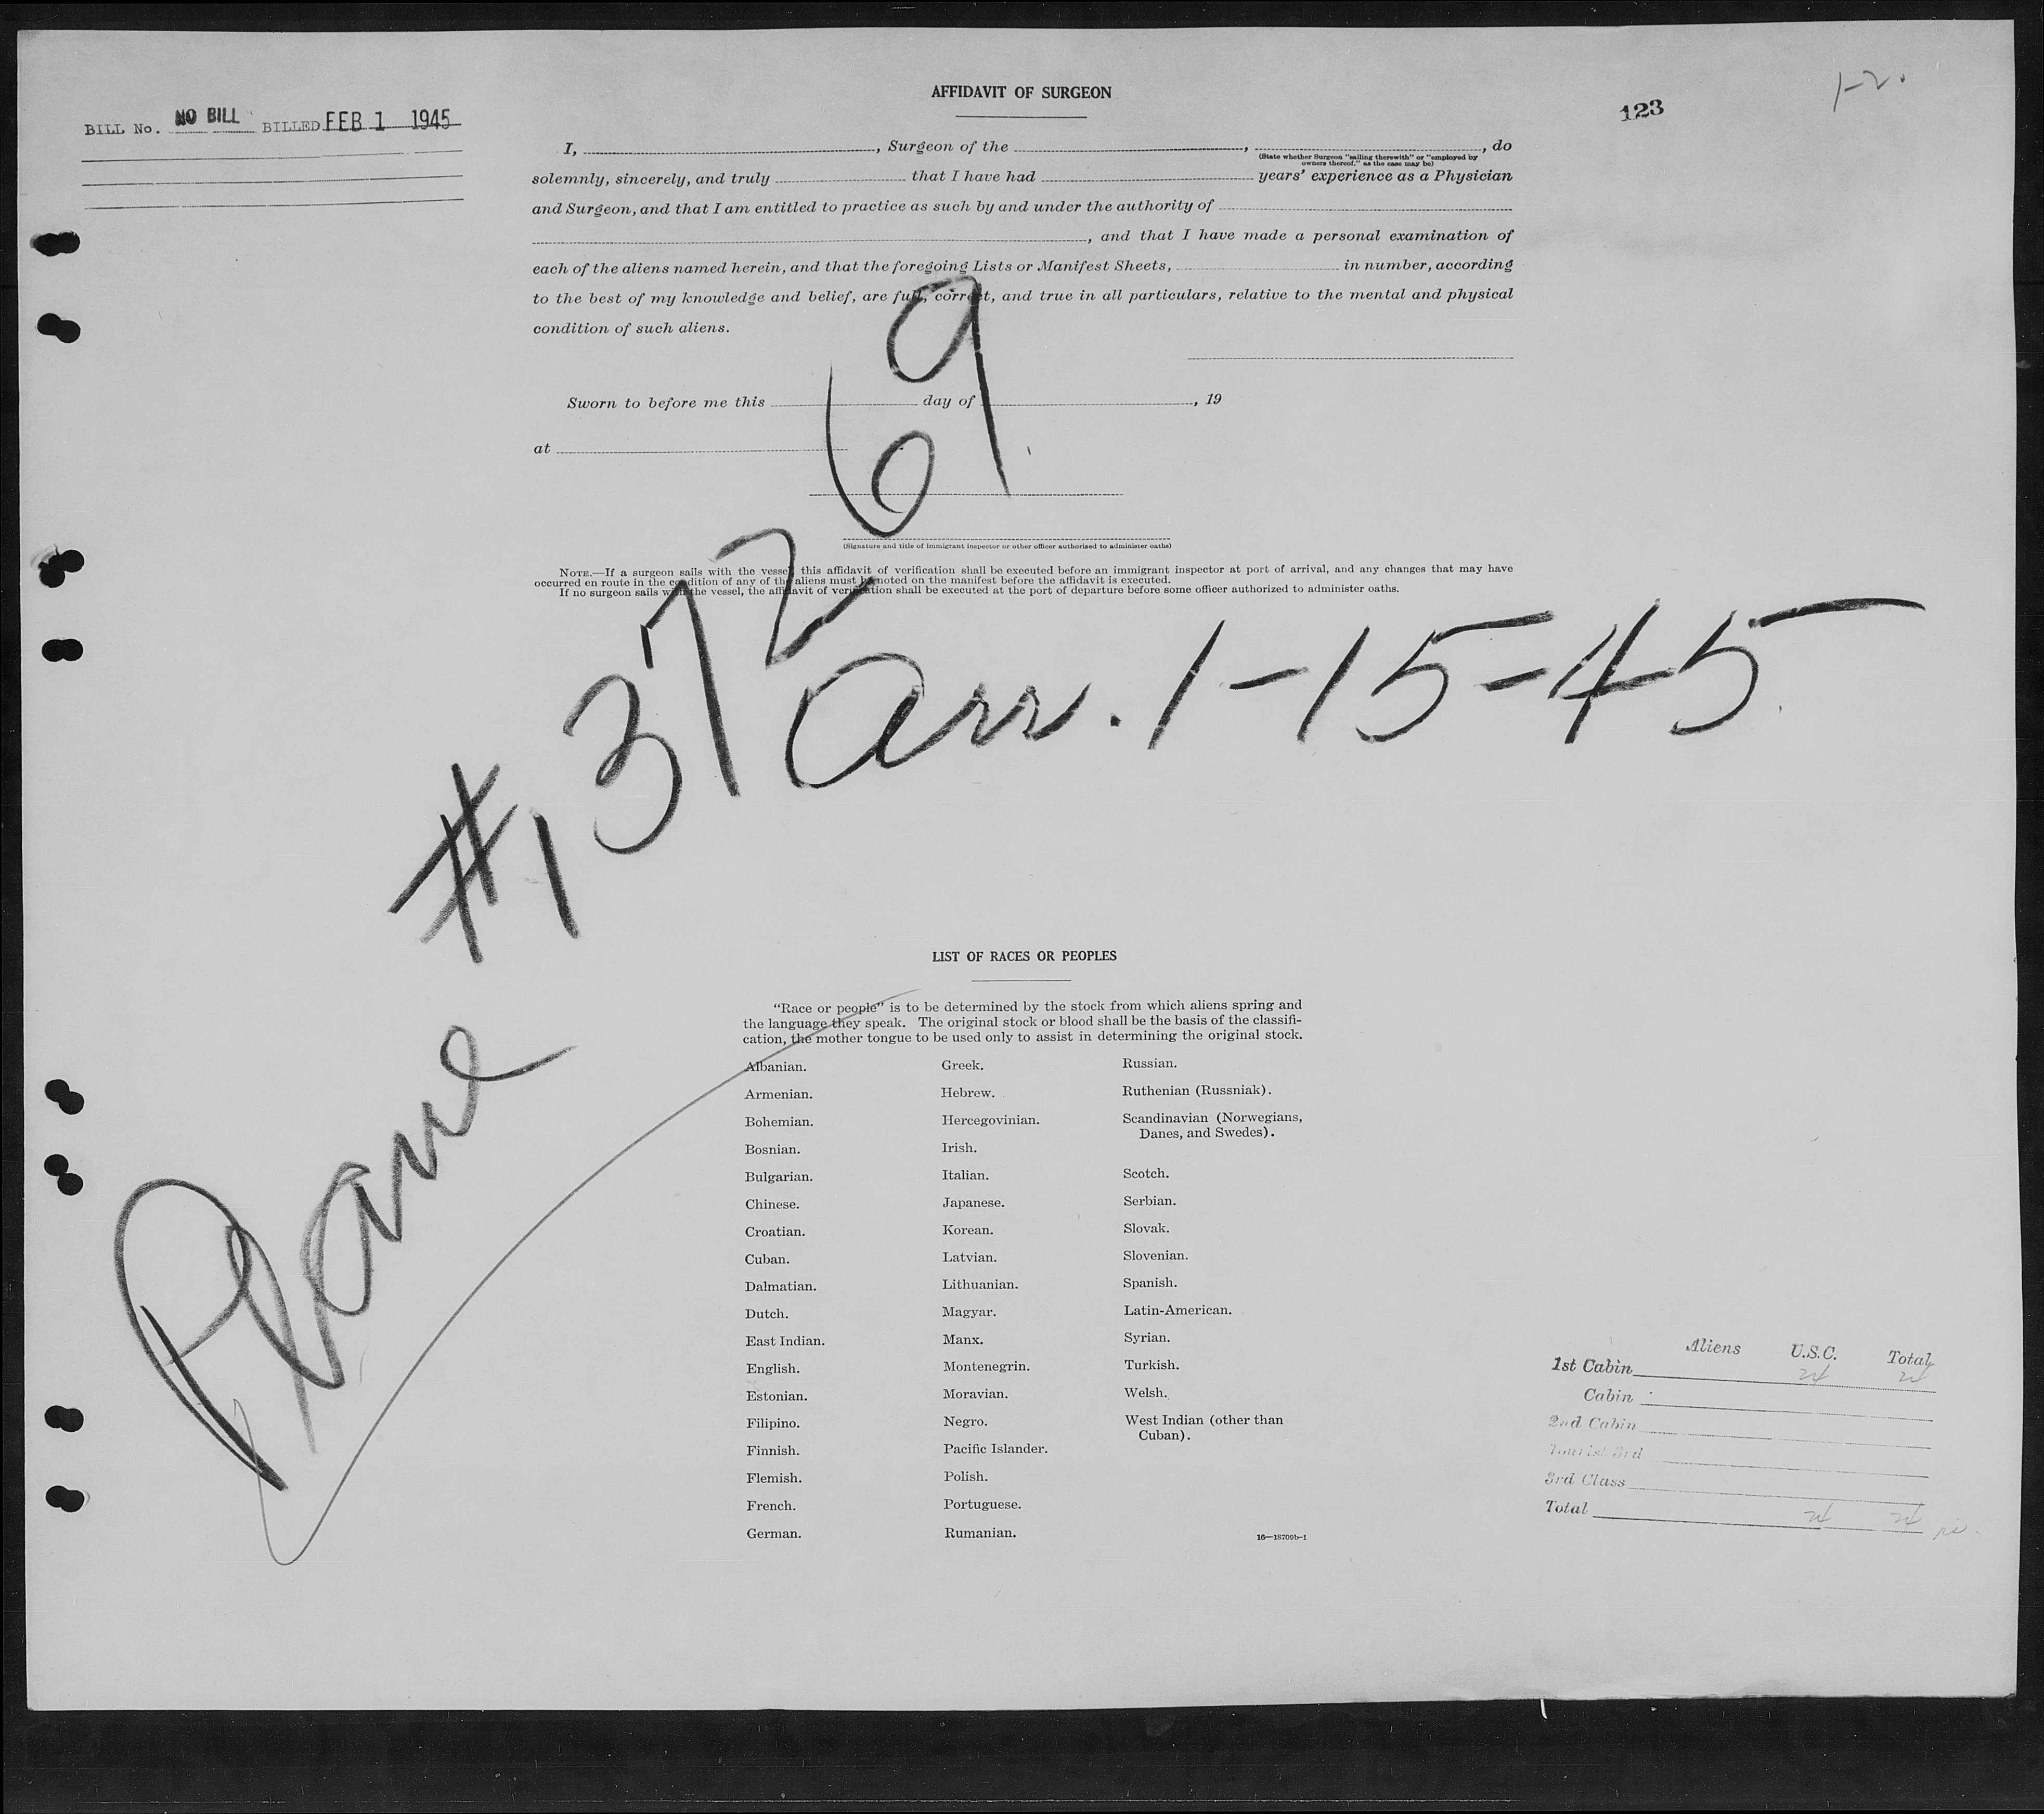 1-2.
123
AFFIDAVIT OF SURGEON
BILL No. NO BILL BILLED FEB 1 1945
I, , Surgeon of the , , do
(State whether Surgeon "sailing therewith" or "employed by
owners thereof," as the case may be)
solemnly, sincerely, and truly that I have had years' experience as a Physician
and Surgeon, and that I am entitled to practice as such by and under the authority of
, and that I have made a personal examination of
each of the aliens named herein, and that the foregoing Lists or Manifest Sheets, in number, according
to the best of my knowledge and belief, are full, correct, and true in all particulars, relative to the mental and physical
condition of such aliens.
Sworn to before me this day of , 19
at
(Signature and title of immigrant inspector or other officer authorized to administer oaths)
NOTE.—If a surgeon sails with the vessel, this affidavit of verification shall be executed before an immigrant inspector at port of arrival, and any changes that may have
occurred en route in the condition of any of the aliens must be noted on the manifest before the affidavit is executed.
If no surgeon sails with the vessel, the affidavit of verification shall be executed at the port of departure before some officer authorized to administer oaths.
Plane #137269
arr. 1-15-45
LIST OF RACES OR PEOPLES
"Race or people" is to be determined by the stock from which aliens spring and
the language they speak. The original stock or blood shall be the basis of the classifi-
cation, the mother tongue to be used only to assist in determining the original stock.
Albanian.
Armenian.
Bohemian.
Bosnian.
Bulgarian.
Chinese.
Croatian.
Cuban.
Dalmatian.
Dutch.
East Indian.
English.
Estonian.
Filipino.
Finnish.
Flemish.
French.
German.
Greek.
Hebrew.
Hercegovinian.
Irish.
Italian.
Japanese.
Korean.
Latvian.
Lithuanian.
Magyar.
Manx.
Montenegrin.
Moravian.
Negro.
Pacific Islander.
Polish.
Portuguese.
Rumanian.
Russian.
Ruthenian (Russniak).
Scandinavian (Norwegians,
Danes, and Swedes).
Scotch.
Serbian.
Slovak.
Slovenian.
Spanish.
Latin-American.
Syrian.
Turkish.
Welsh.
West Indian (other than
Cuban).
16—18709b-1
Aliens U.S.C. Total
1st Cabin 24 24
Cabin
2nd Cabin
Tourist 3rd
3rd Class
Total 24 24